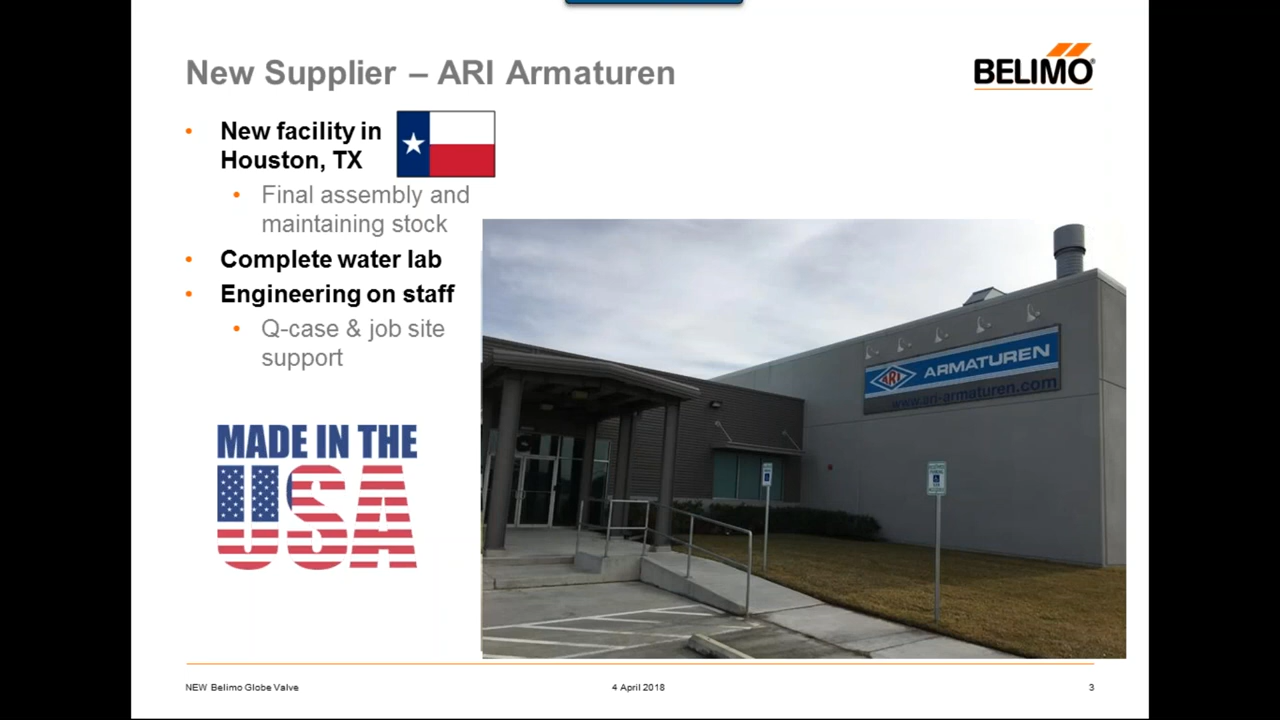 New Supplier – ARI Armaturen
BELIMO®
• New facility in
Houston, TX
• Final assembly and
maintaining stock
• Complete water lab
• Engineering on staff
• Q-case & job site
support
MADE IN THE
USA
ARI ARMATUREN
www.ari-armaturen.com
NEW Belimo Globe Valve
4 April 2018
3